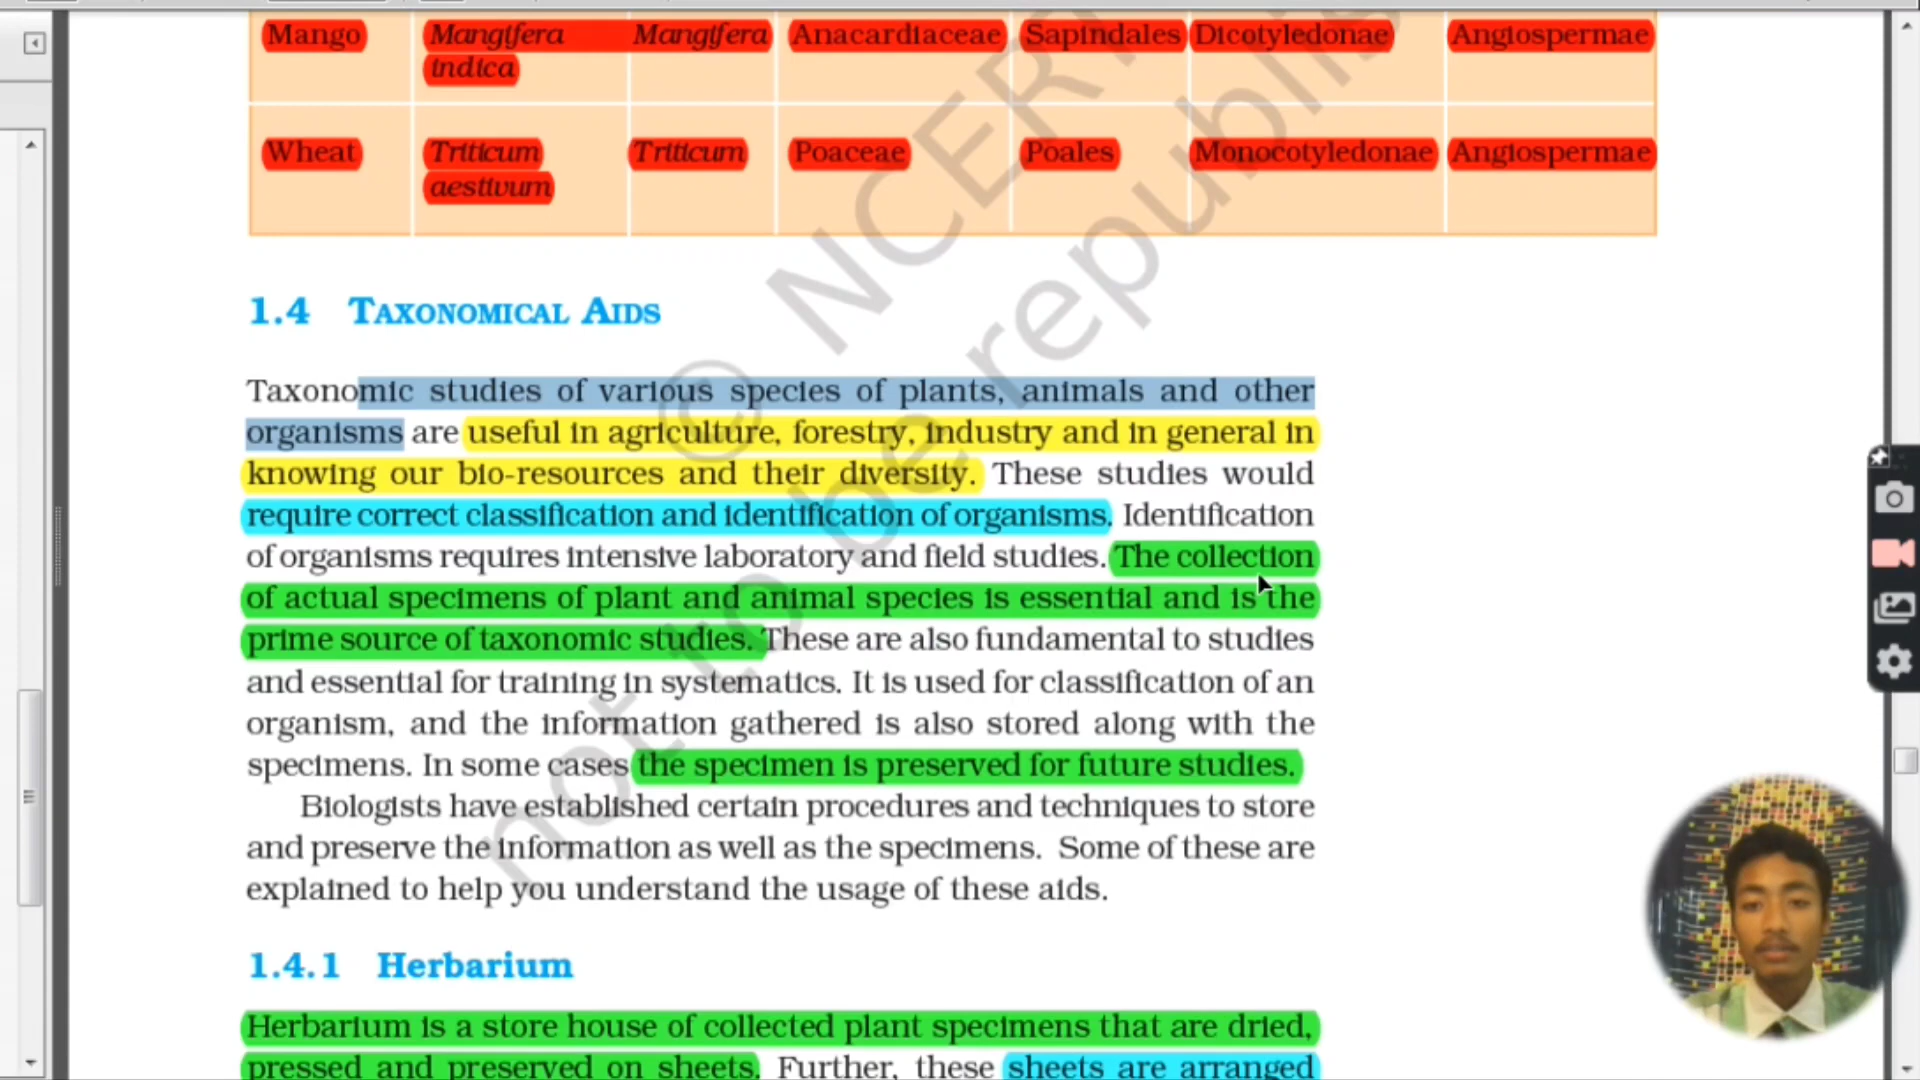 Mango Mangifera Mangifera Anacardiaceae Sapindales Dicotyledonae Angiospermae
indica
Wheat Triticum Triticum Poaceae Poales Monocotyledonae Angiospermae
aestivum
1.4 Taxonomical Aids
Taxonomic studies of various species of plants, animals and other
organisms are useful in agriculture, forestry, industry and in general in
knowing our bio-resources and their diversity. These studies would
require correct classification and identification of organisms. Identification
of organisms requires intensive laboratory and field studies. The collection
of actual specimens of plant and animal species is essential and is the
prime source of taxonomic studies. These are also fundamental to studies
and essential for training in systematics. It is used for classification of an
organism, and the information gathered is also stored along with the
specimens. In some cases the specimen is preserved for future studies.
Biologists have established certain procedures and techniques to store
and preserve the information as well as the specimens. Some of these are
explained to help you understand the usage of these aids.
1.4.1 Herbarium
Herbarium is a store house of collected plant specimens that are dried,
pressed and preserved on sheets. Further, these sheets are arranged
© NCER
not to be republis